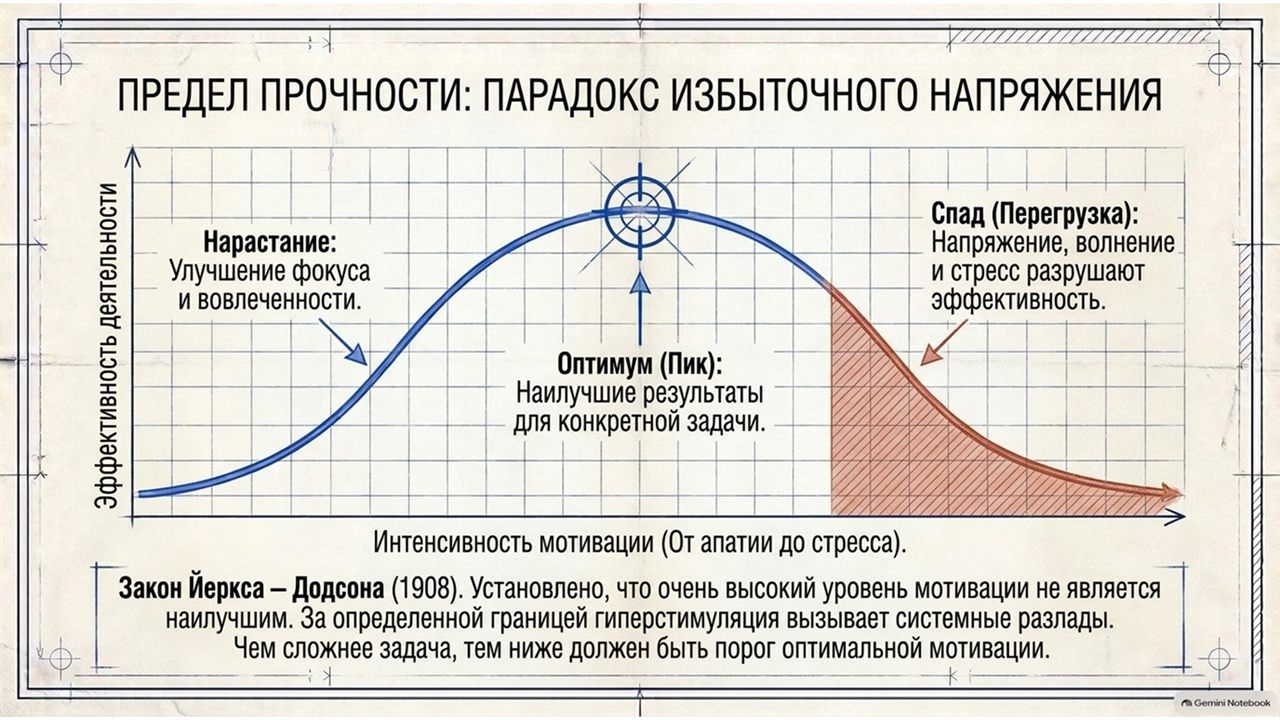 ПРЕДЕЛ ПРОЧНОСТИ: ПАРАДОКС ИЗБЫТОЧНОГО НАПРЯЖЕНИЯ
Эффективность деятельности
Нарастание:
Улучшение фокуса
и вовлеченности.
Оптимум (Пик):
Наилучшие результаты
для конкретной задачи.
Спад (Перегрузка):
Напряжение, волнение
и стресс разрушают
эффективность.
Интенсивность мотивации (От апатии до стресса).
Закон Йеркса – Додсона (1908). Установлено, что очень высокий уровень мотивации не является
наилучшим. За определенной границей гиперстимуляция вызывает системные разлады.
Чем сложнее задача, тем ниже должен быть порог оптимальной мотивации.
Gemini Notebook